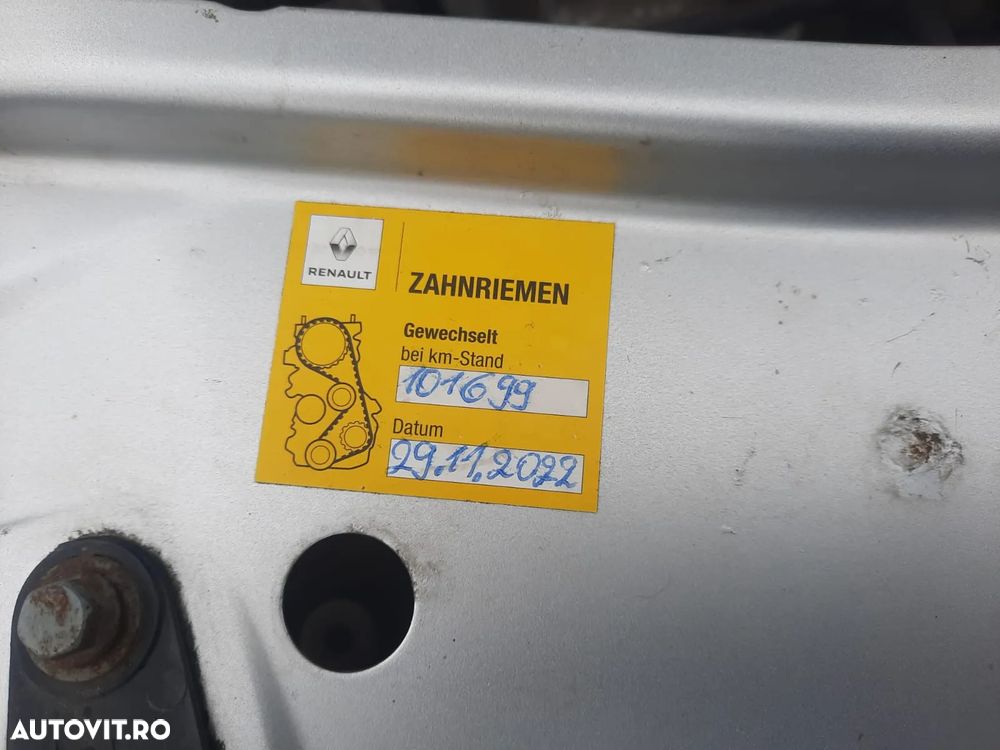 RENAULT
ZAHNRIEMEN
Gewechselt
bei km-Stand
101699
Datum
29.11.2022
AUTOVIT.RO